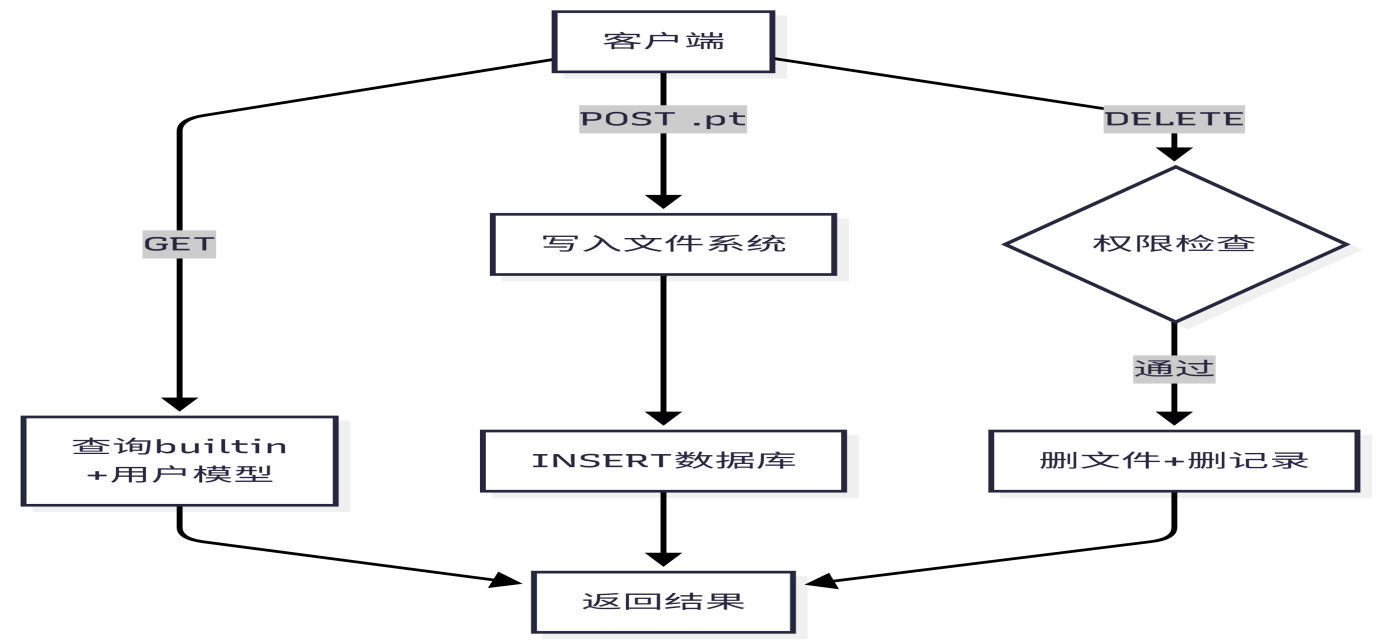 客户端
POST .pt
DELETE
GET
写入文件系统
权限检查
通过
查询builtin
+用户模型
INSERT数据库
删文件+删记录
返回结果